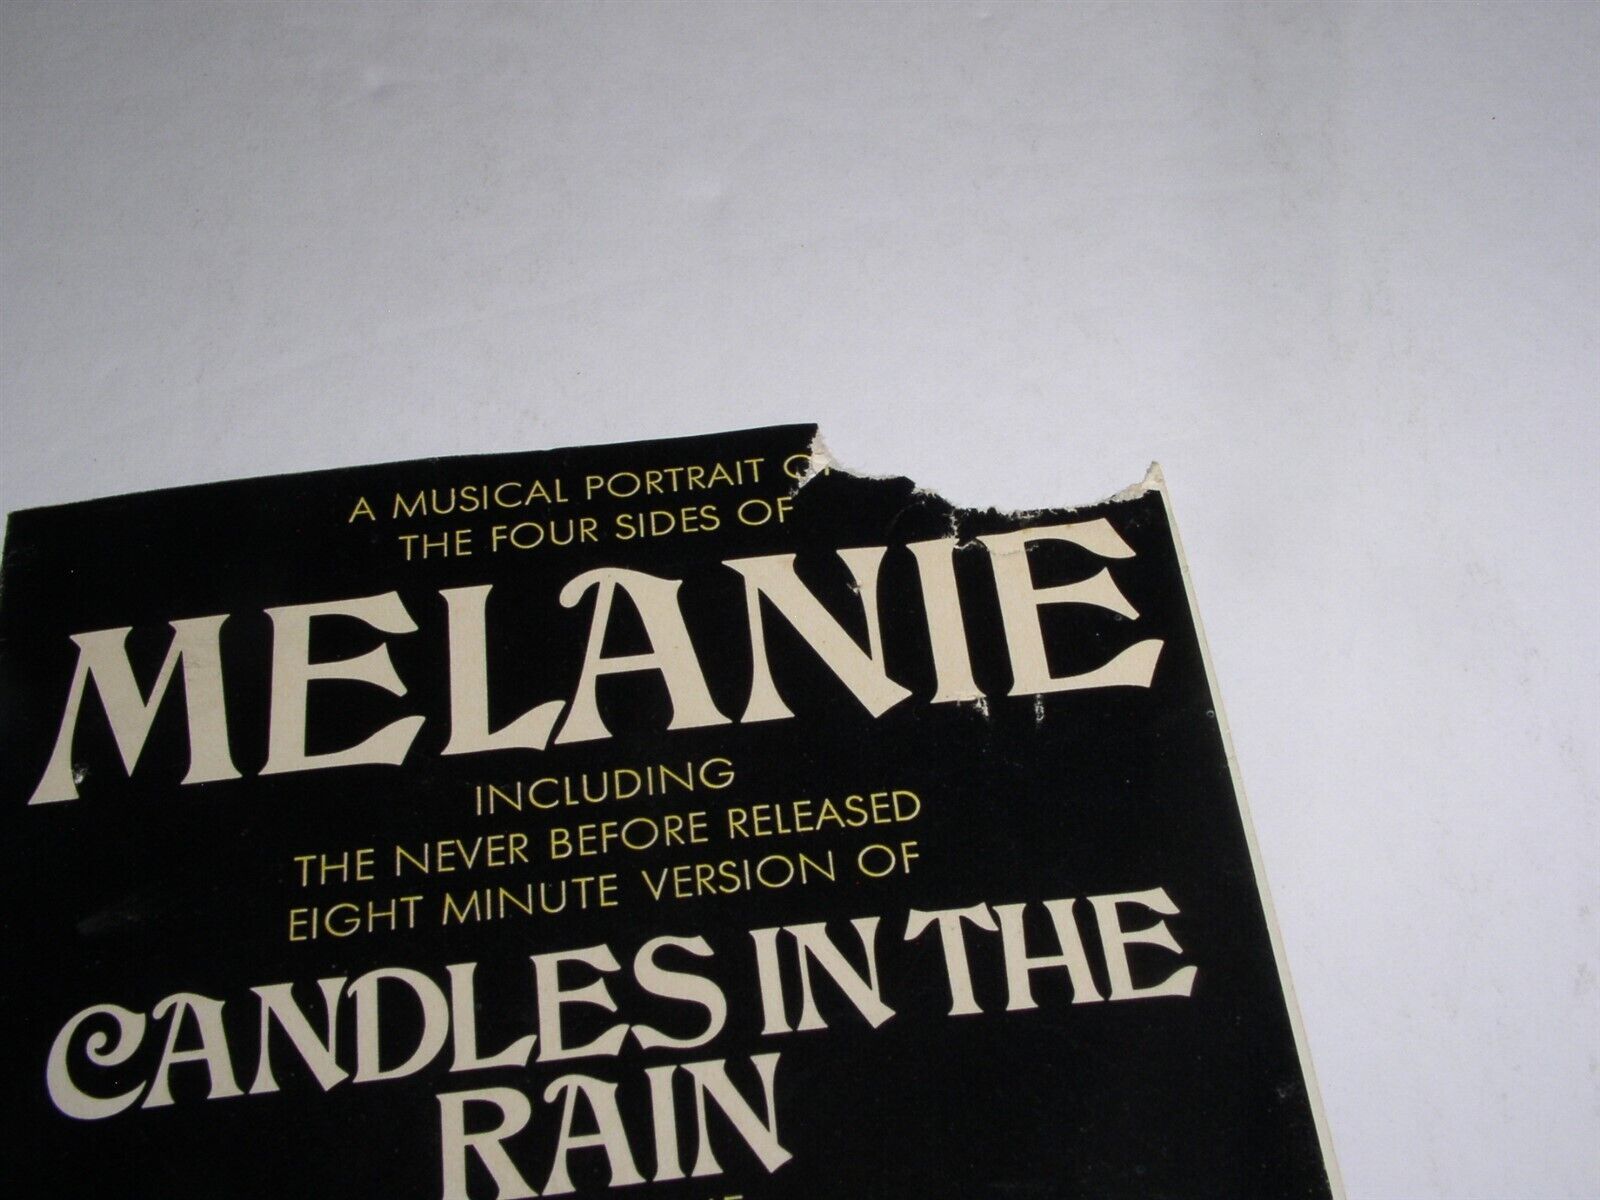 A MUSICAL PORTRAIT
THE FOUR SIDES OF
MELANIE
INCLUDING
THE NEVER BEFORE RELEASED
EIGHT MINUTE VERSION OF
CANDLES IN THE
RAIN